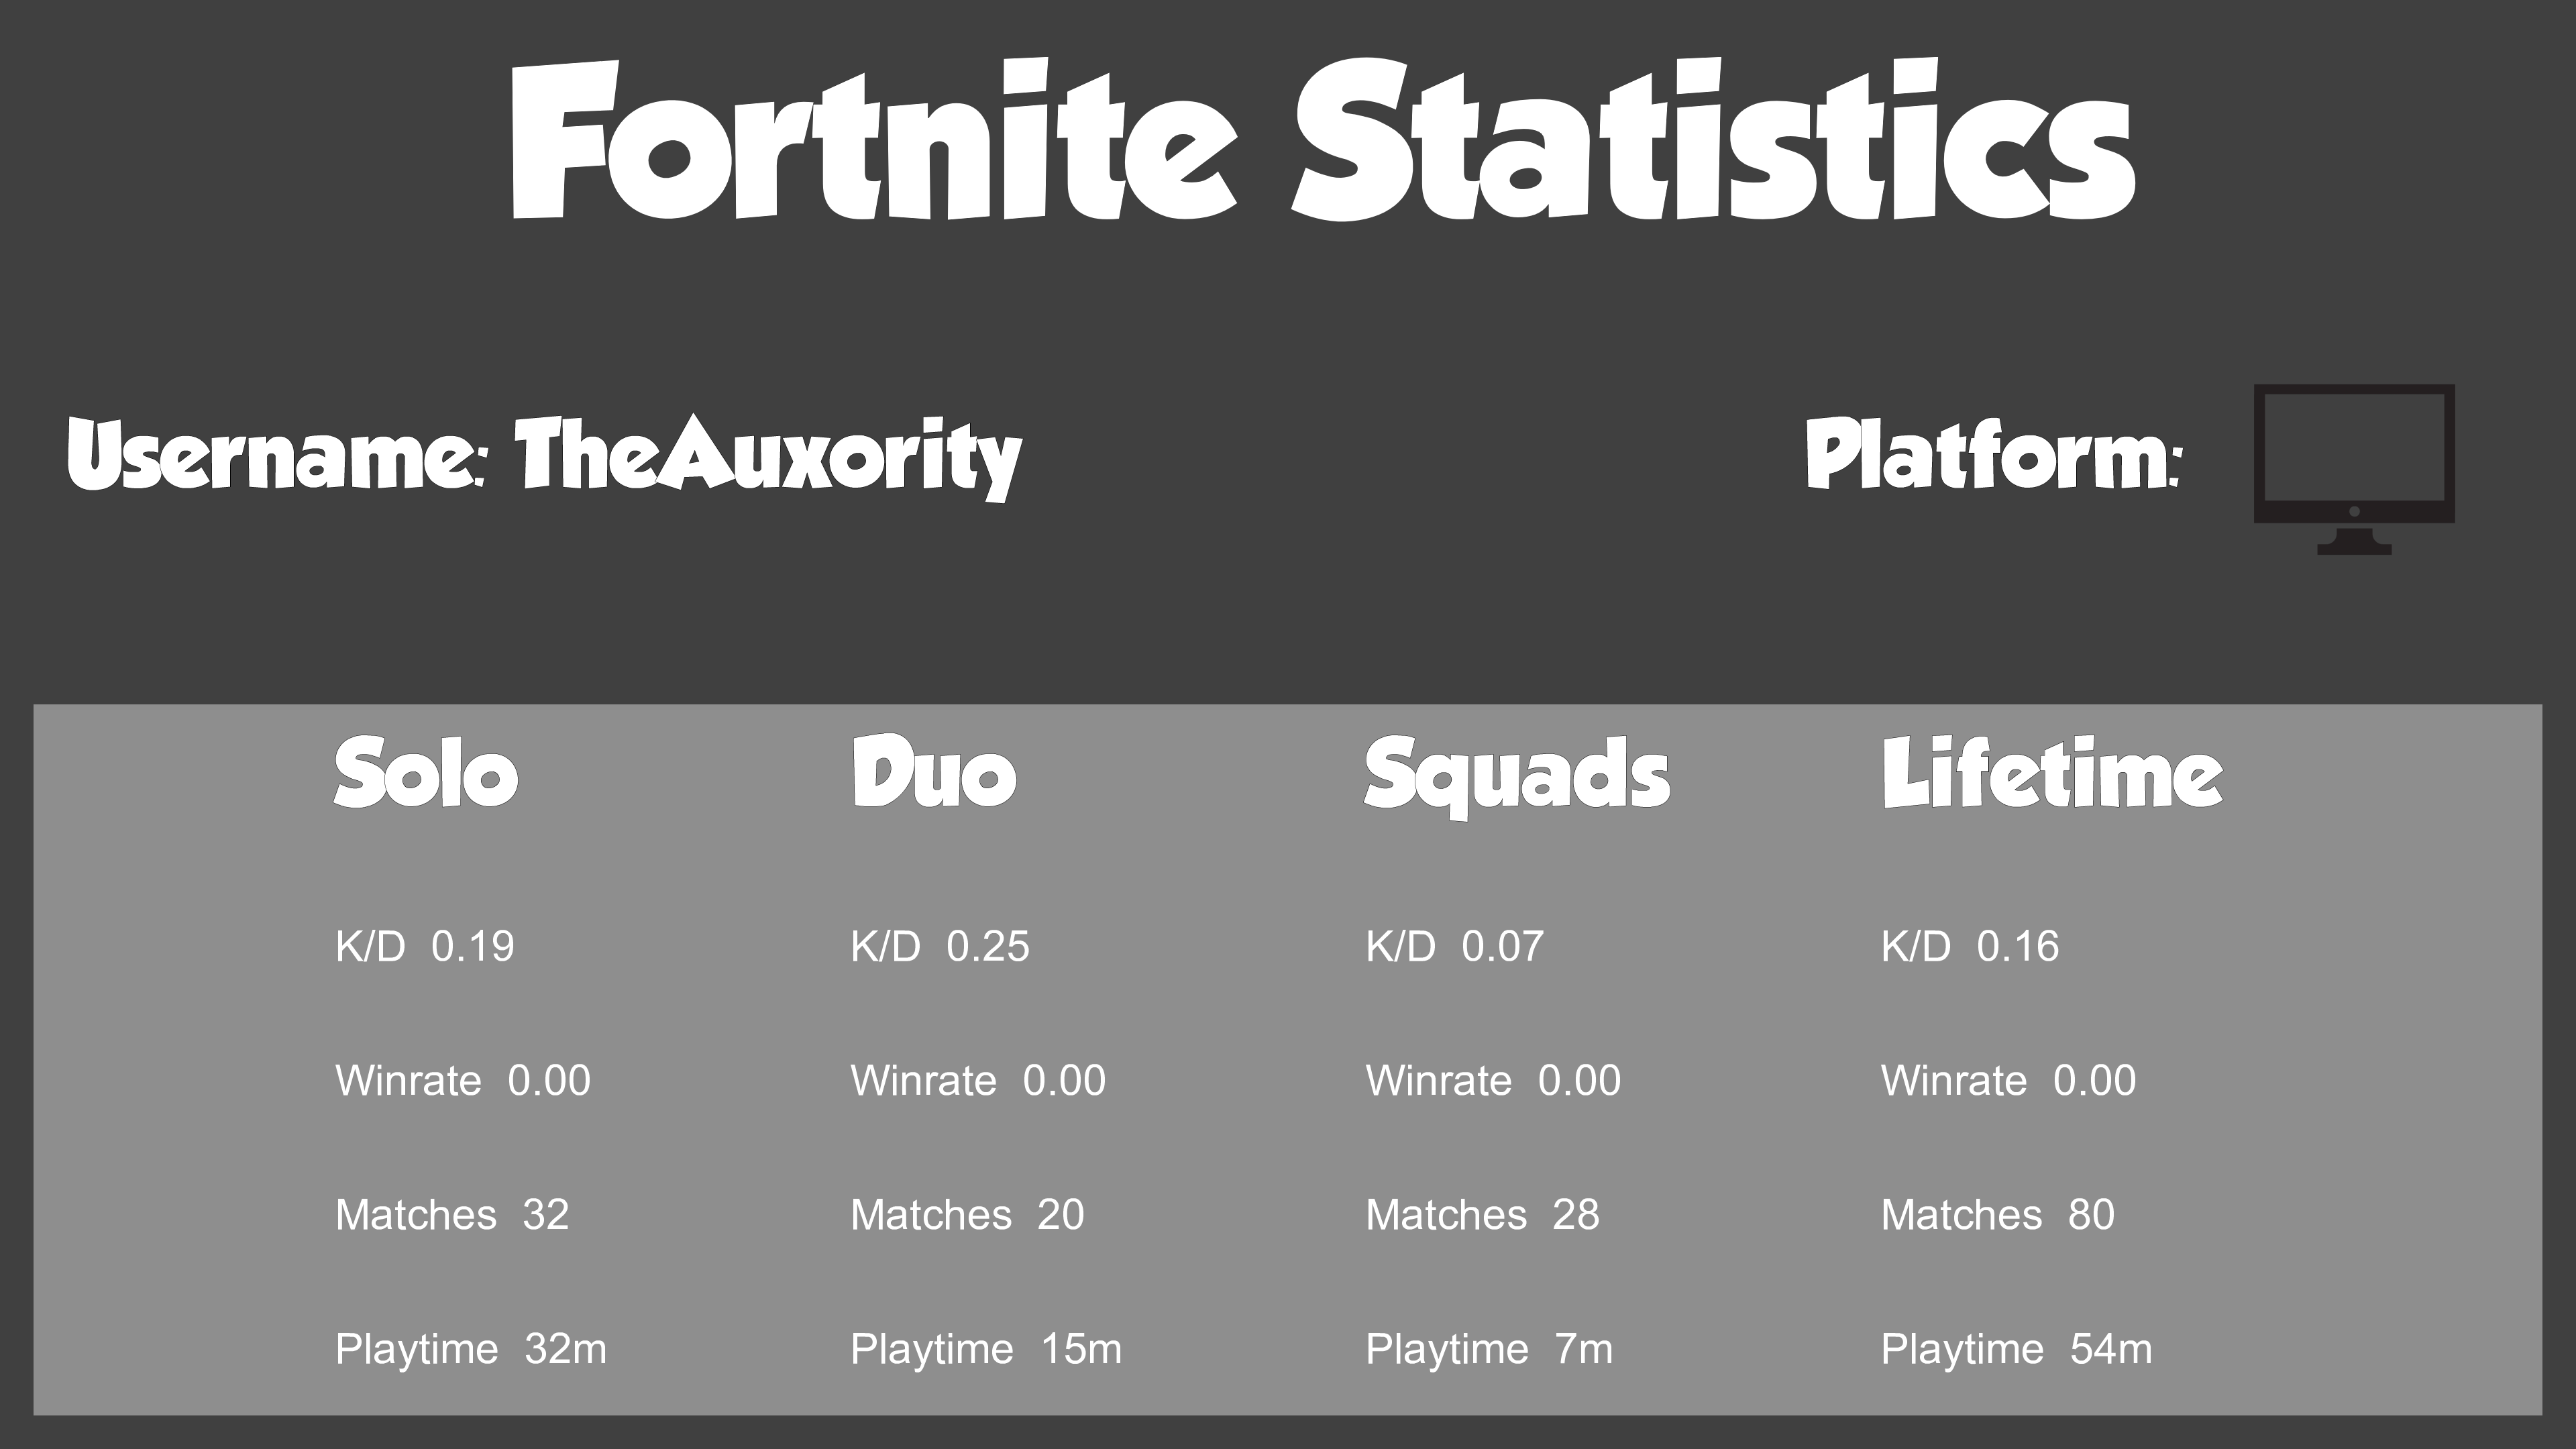 Fortnite Statistics
Username: TheAuxority
Platform:
Solo Duo Squads Lifetime
K/D 0.19 K/D 0.25 K/D 0.07 K/D 0.16
Winrate 0.00 Winrate 0.00 Winrate 0.00 Winrate 0.00
Matches 32 Matches 20 Matches 28 Matches 80
Playtime 32m Playtime 15m Playtime 7m Playtime 54m